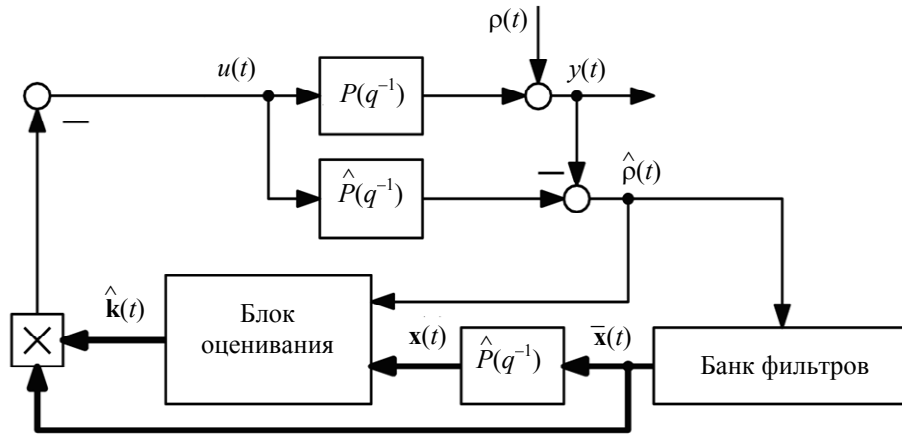 ρ(t)
u(t)
P(q⁻¹)
y(t)
—
P̂(q⁻¹)
—
ρ̂(t)
k̂(t)
Блок
оценивания
x(t)
P̂(q⁻¹)
x̅(t)
Банк фильтров